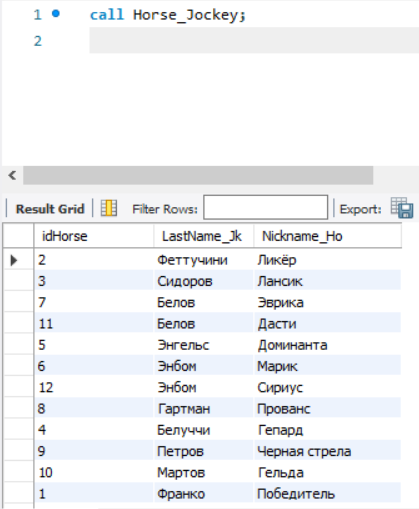 1 call Horse_Jockey;
2
Result Grid Filter Rows: Export:
idHorse LastName_Jk Nickname_Ho
2 Феттучини Ликёр
3 Сидоров Лансик
7 Белов Эврика
11 Белов Дасти
5 Энгельс Доминанта
6 Энбом Марик
12 Энбом Сириус
8 Гартман Прованс
4 Белуччи Гепард
9 Петров Черная стрела
10 Мартов Гельда
1 Франко Победитель